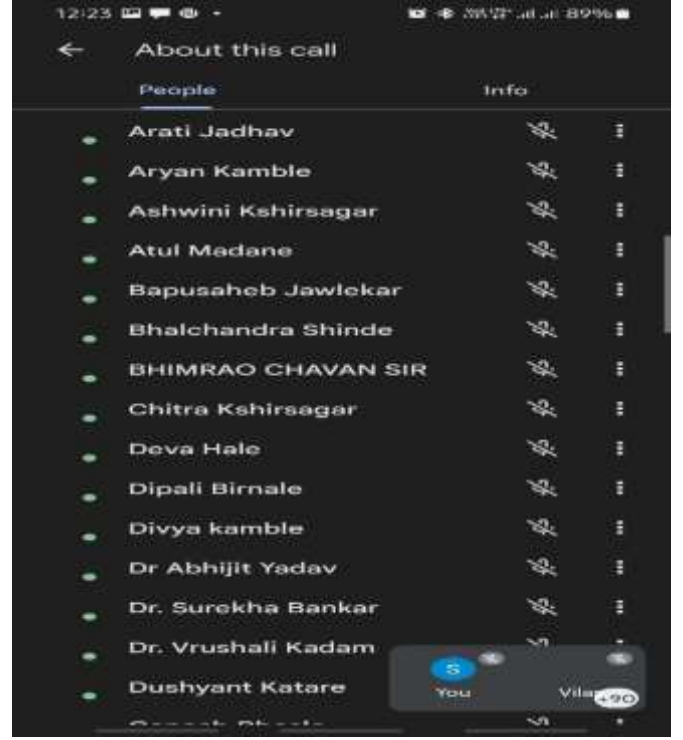 12:23 89%
About this call
People Info
Arati Jadhav
Aryan Kamble
Ashwini Kshirsagar
Atul Madane
Bapusaheb Jawlekar
Bhalchandra Shinde
BHIMRAO CHAVAN SIR
Chitra Kshirsagar
Deva Hale
Dipali Birnale
Divya kamble
Dr Abhijit Yadav
Dr. Surekha Bankar
Dr. Vrushali Kadam
S
Dushyant Katare
You +90